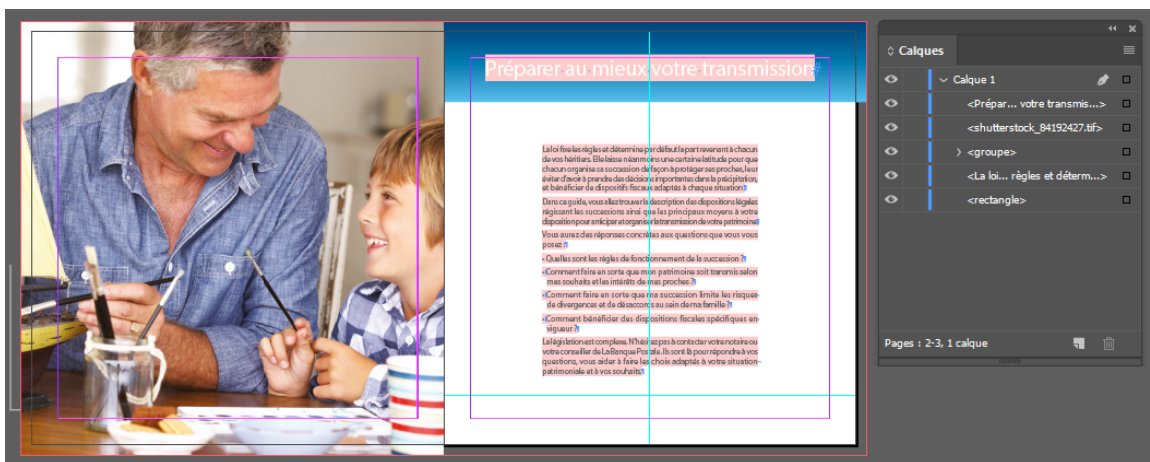 Préparer au mieux votre transmission
La loi fixe les règles et détermine par défaut la part revenant à chacun
de vos héritiers. Elle laisse néanmoins une certaine latitude pour que
chacun organise sa succession de façon à protéger ses proches, leur
éviter d'avoir à prendre des décisions importantes dans la précipitation,
et bénéficier de dispositifs fiscaux adaptés à chaque situation
Dans ce guide, vous allez trouver la description des dispositions légales
régissant les successions ainsi que les principaux moyens à votre
disposition pour anticiper et organiser la transmission de votre patrimoine
Vous aurez des réponses concrètes aux questions que vous vous
posez :
• Quelles sont les règles de fonctionnement de la succession ?
• Comment faire en sorte que mon patrimoine soit transmis selon
mes souhaits et les intérêts de mes proches ?
• Comment faire en sorte que ma succession limite les risques
de divergences et de désaccords au sein de ma famille ?
• Comment bénéficier des dispositions fiscales spécifiques en
vigueur ?
La législation est complexe. N'hésitez pas à contacter votre notaire ou
votre conseiller de La Banque Postale. Ils sont là pour répondre à vos
questions, vous aider à faire les choix adaptés à votre situation
patrimoniale et à vos souhaits.
Calques
Calque 1
<Prépar... votre transmis...>
<shutterstock_84192427.tif>
<groupe>
<La loi... règles et déterm...>
<rectangle>
Pages : 2-3, 1 calque